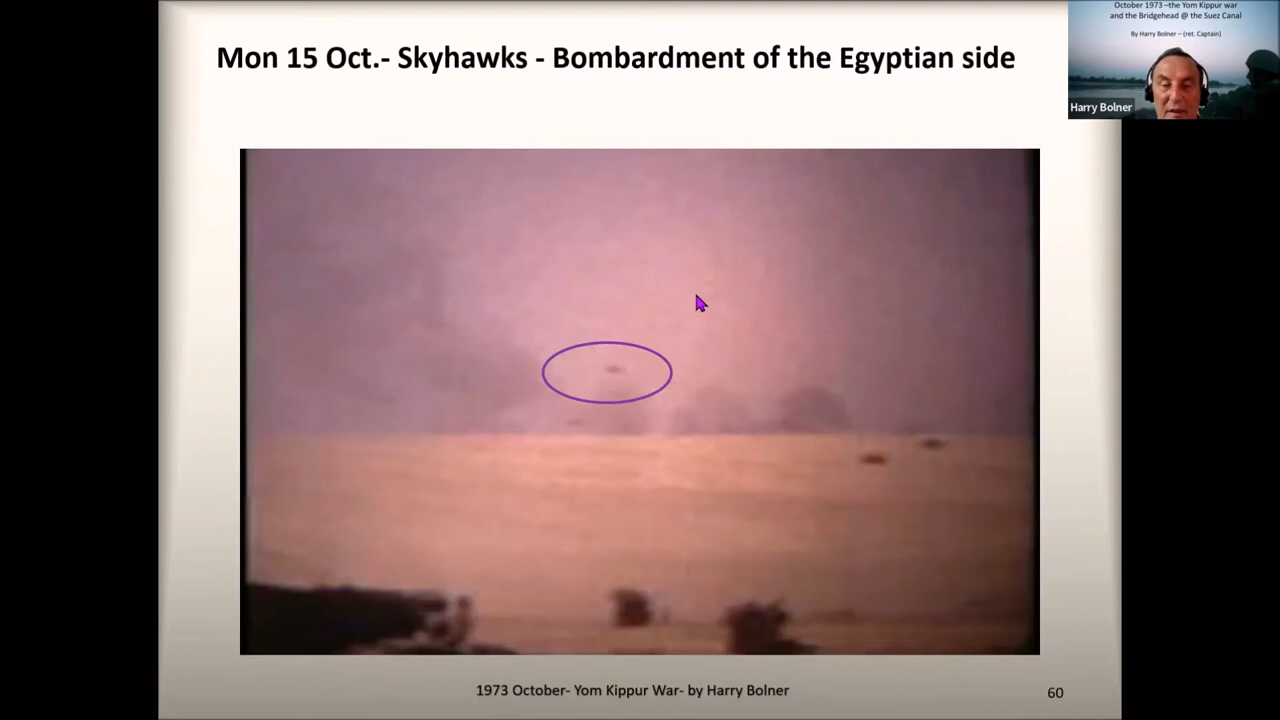 Mon 15 Oct.- Skyhawks - Bombardment of the Egyptian side
October 1973 –the Yom Kippur war
and the Bridgehead @ the Suez Canal
By Harry Bolner – (ret. Captain)
Harry Bolner
1973 October- Yom Kippur War- by Harry Bolner
60